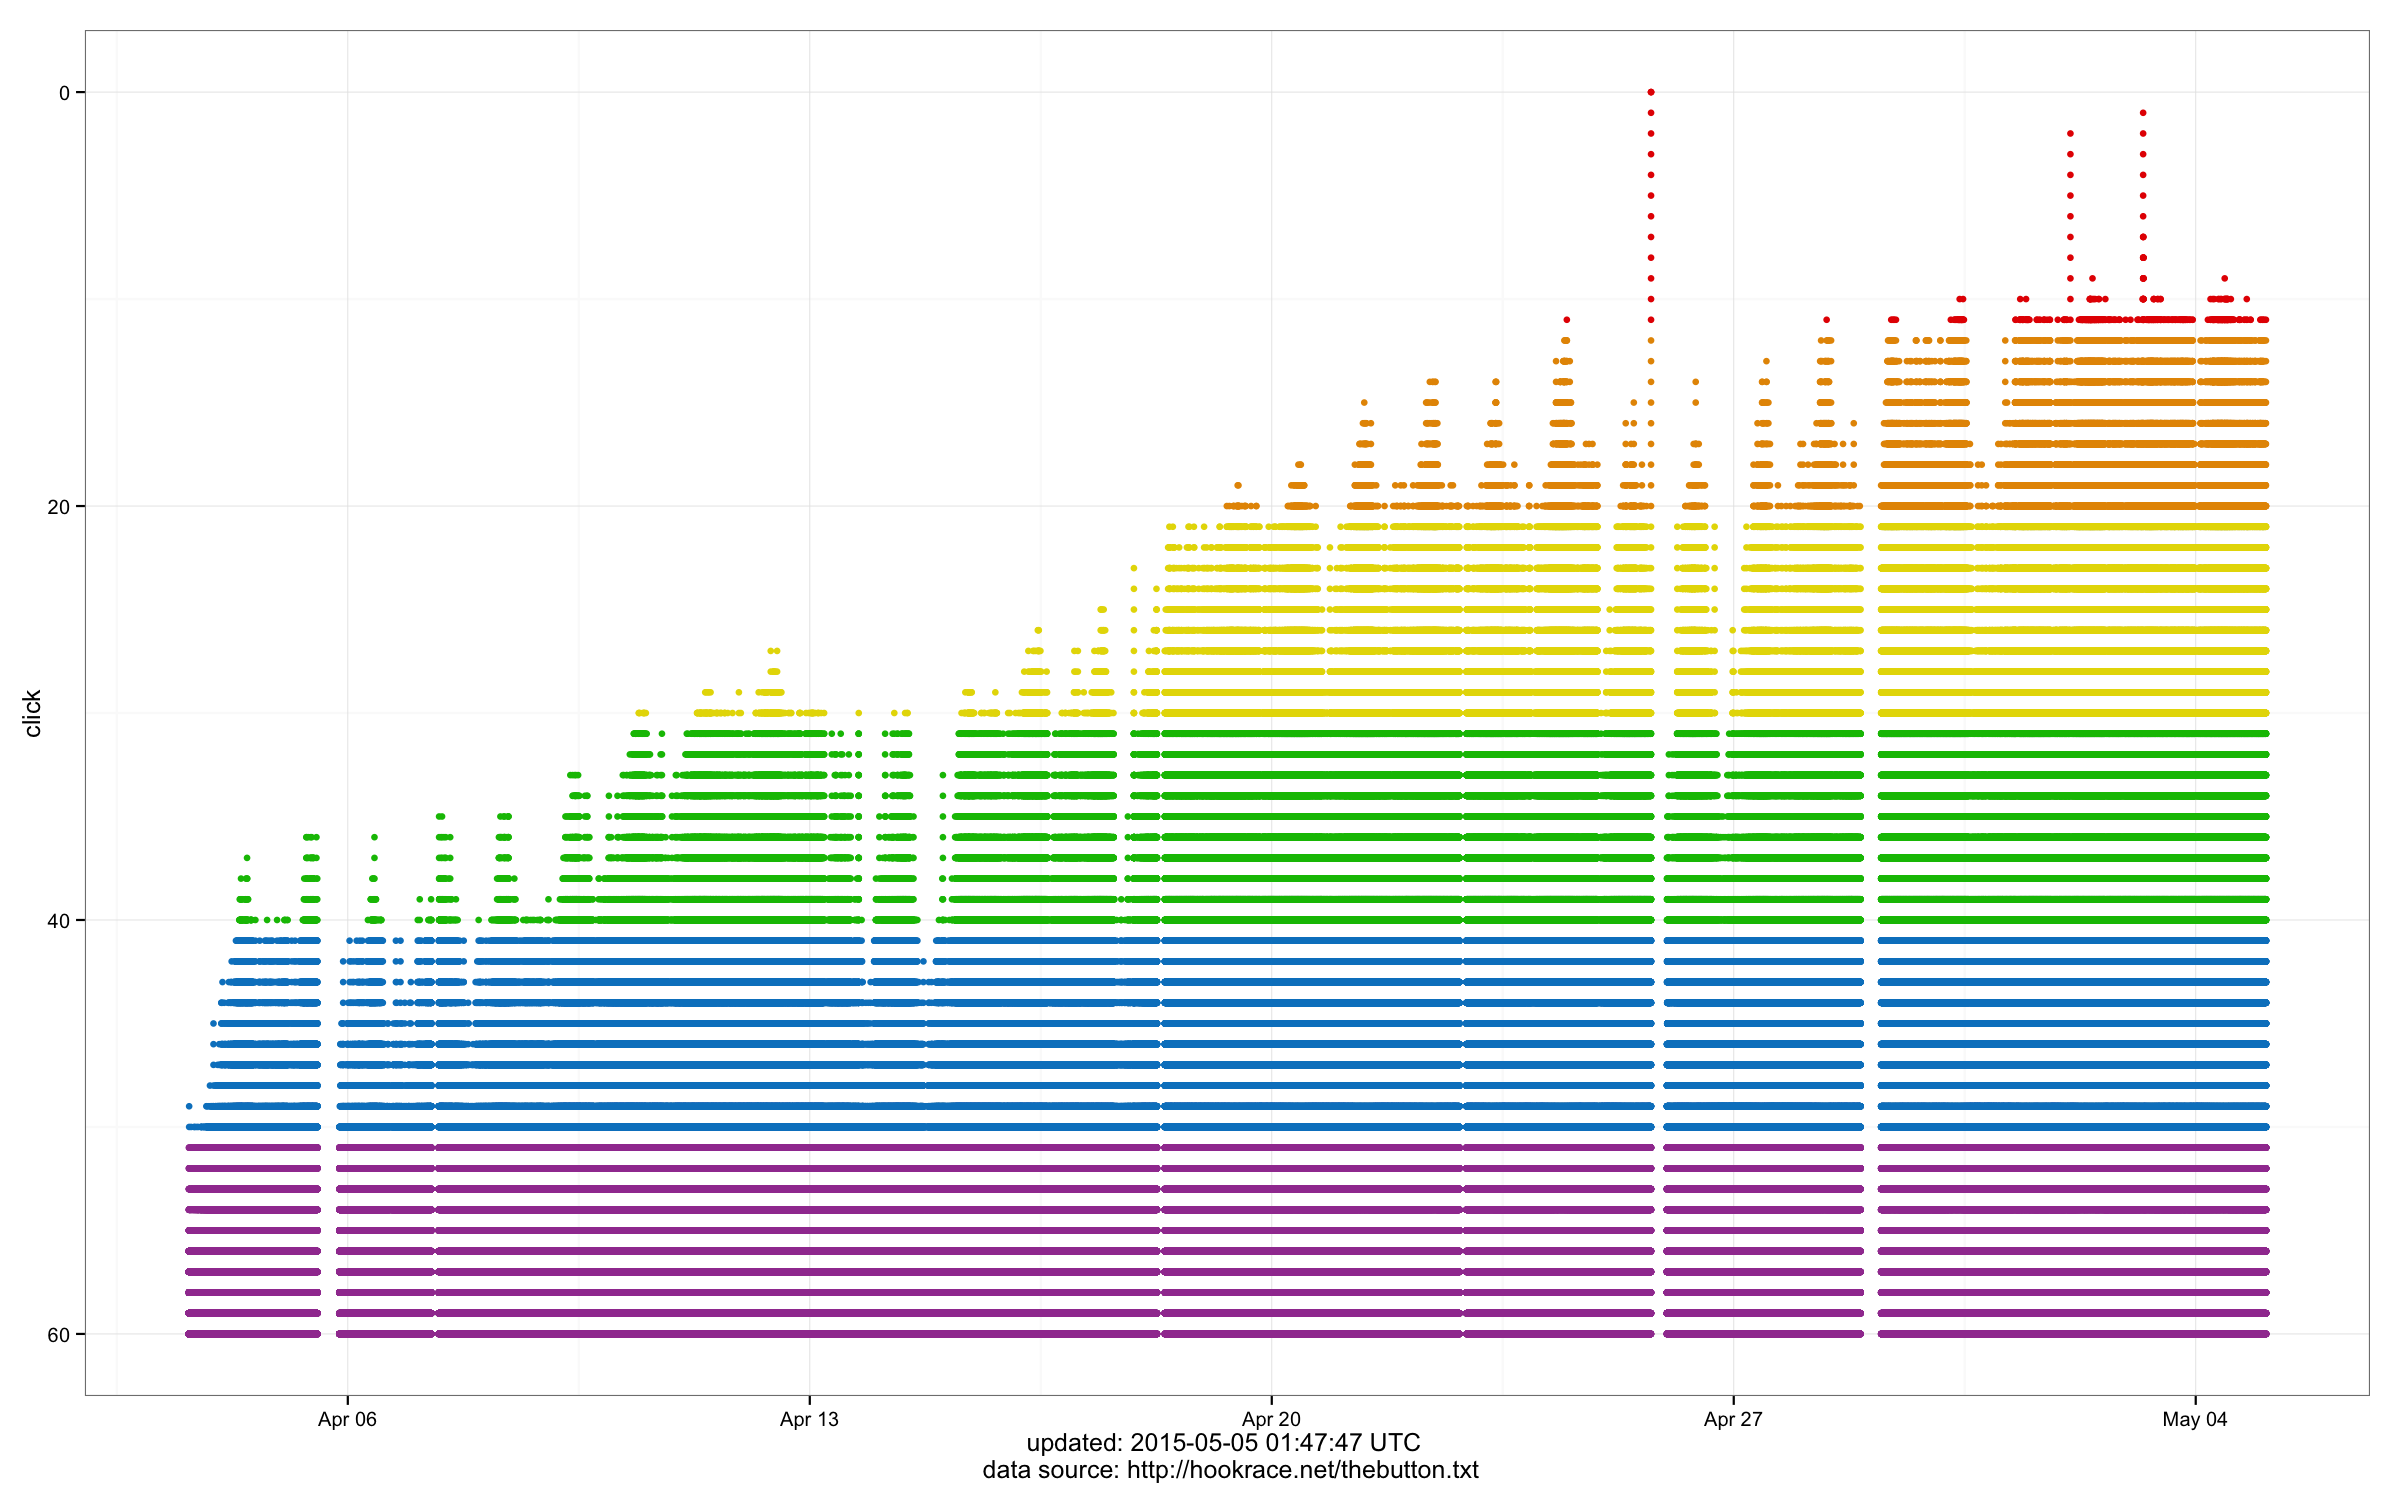 0
20
40
60
click
Apr 06
Apr 13
Apr 20
Apr 27
May 04
updated: 2015-05-05 01:47:47 UTC
data source: http://hookrace.net/thebutton.txt